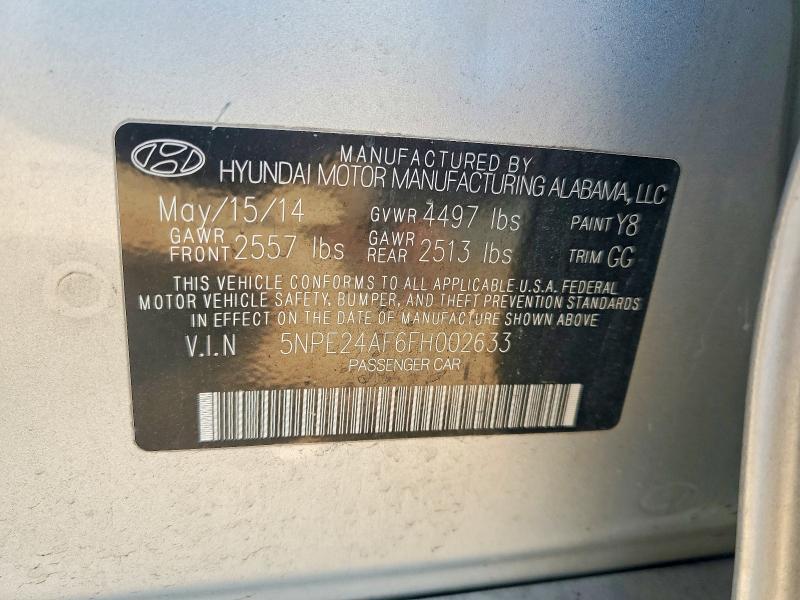 MANUFACTURED BY
HYUNDAI MOTOR MANUFACTURING ALABAMA, LLC
May/15/14 GVWR 4497 lbs PAINT Y8
GAWR FRONT 2557 lbs GAWR REAR 2513 lbs TRIM GG
THIS VEHICLE CONFORMS TO ALL APPLICABLE U.S.A. FEDERAL
MOTOR VEHICLE SAFETY, BUMPER, AND THEFT PREVENTION STANDARDS
IN EFFECT ON THE DATE OF MANUFACTURE SHOWN ABOVE
V.I.N 5NPE24AF6FH002633
PASSENGER CAR